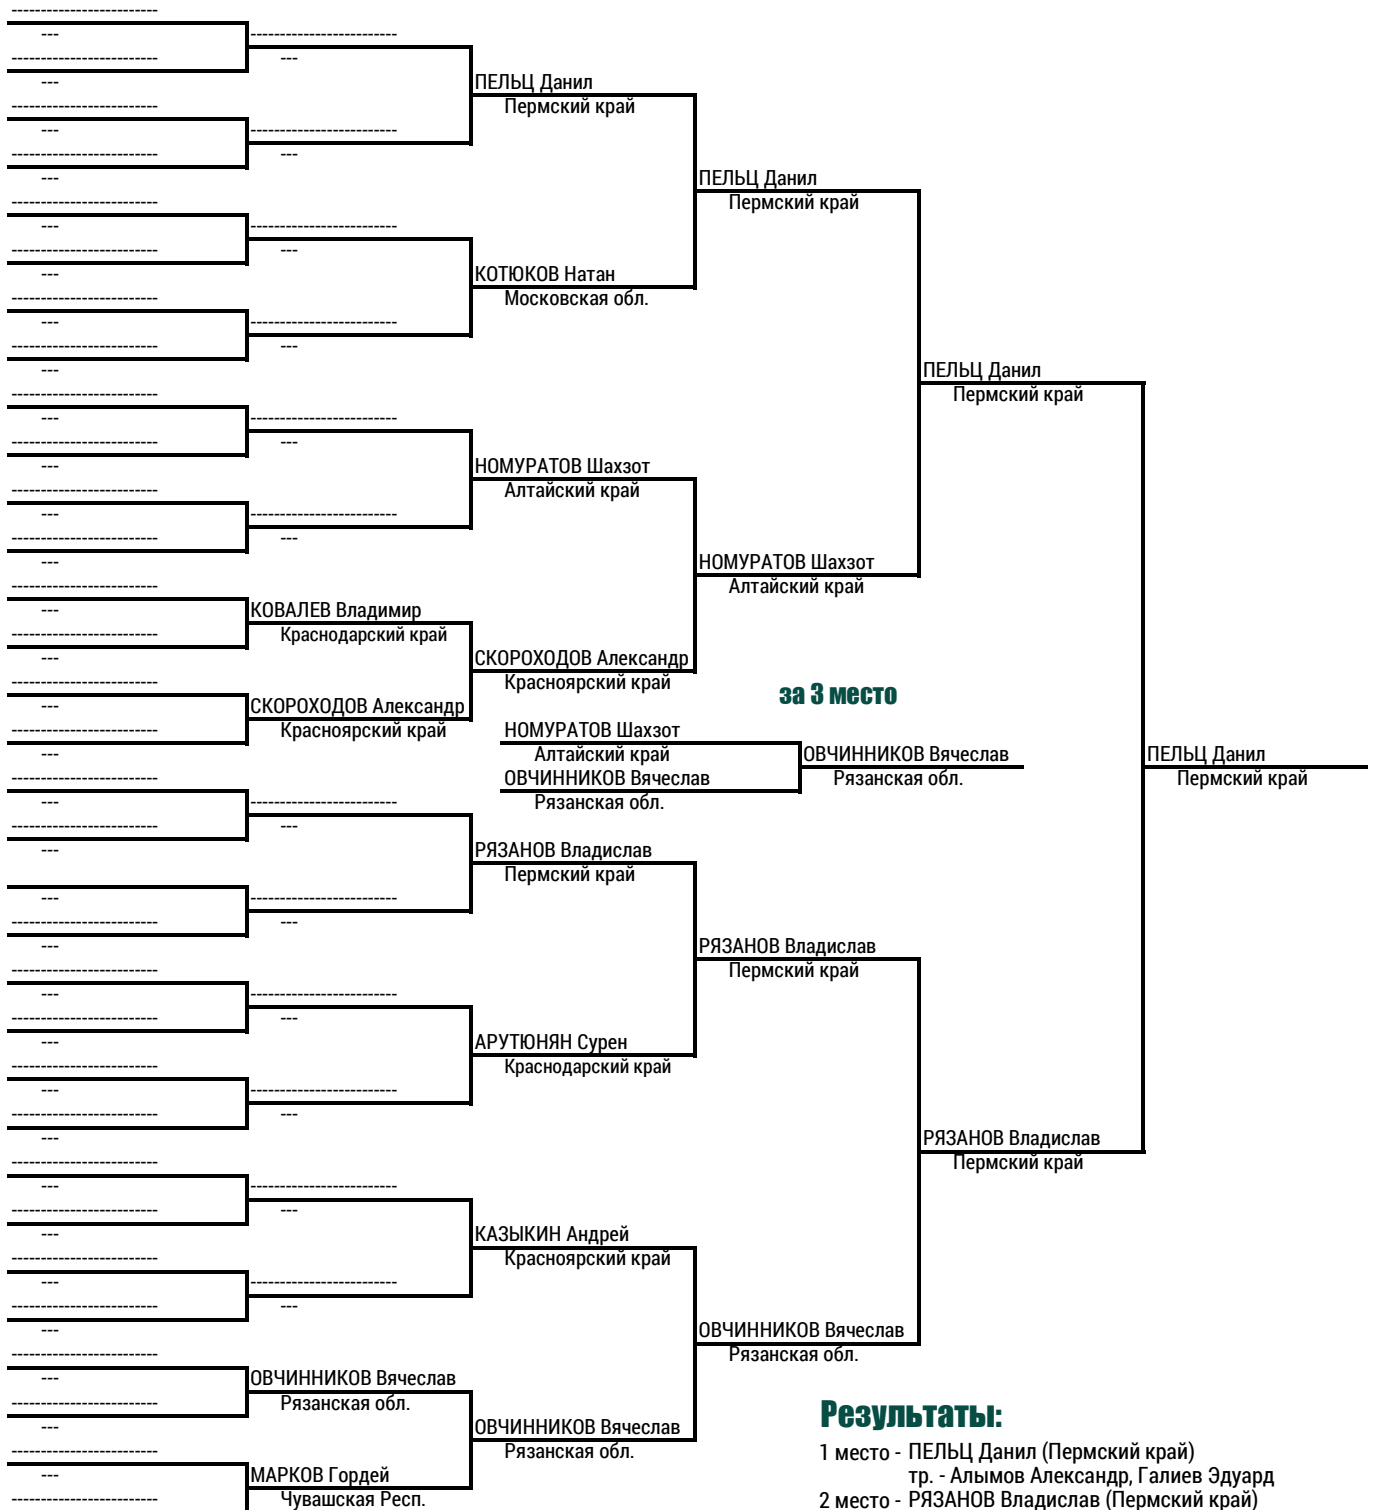 -------------------------
---
-------------------------
---
-------------------------
---
-------------------------
---
-------------------------
---
-------------------------
---
-------------------------
---
-------------------------
---
-------------------------
---
-------------------------
---
-------------------------
---
-------------------------
---
-------------------------
---
-------------------------
---
-------------------------
---
-------------------------
---
-------------------------
---
-------------------------
---
---
-------------------------
---
-------------------------
---
-------------------------
---
-------------------------
---
-------------------------
---
-------------------------
---
-------------------------
---
-------------------------
---
-------------------------
---
-------------------------
---
-------------------------
---
-------------------------
---
-------------------------
-------------------------
---
-------------------------
---
-------------------------
---
-------------------------
---
-------------------------
---
-------------------------
---
КОВАЛЕВ Владимир
Краснодарский край
СКОРОХОДОВ Александр
Красноярский край
-------------------------
---
-------------------------
---
-------------------------
---
-------------------------
---
-------------------------
---
-------------------------
---
ОВЧИННИКОВ Вячеслав
Рязанская обл.
МАРКОВ Гордей
Чувашская Респ.
ПЕЛЬЦ Данил
Пермский край
КОТЮКОВ Натан
Московская обл.
НОМУРАТОВ Шахзот
Алтайский край
СКОРОХОДОВ Александр
Красноярский край
РЯЗАНОВ Владислав
Пермский край
АРУТЮНЯН Сурен
Краснодарский край
КАЗЫКИН Андрей
Красноярский край
ОВЧИННИКОВ Вячеслав
Рязанская обл.
ПЕЛЬЦ Данил
Пермский край
НОМУРАТОВ Шахзот
Алтайский край
РЯЗАНОВ Владислав
Пермский край
ОВЧИННИКОВ Вячеслав
Рязанская обл.
ПЕЛЬЦ Данил
Пермский край
РЯЗАНОВ Владислав
Пермский край
ПЕЛЬЦ Данил
Пермский край
за 3 место
НОМУРАТОВ Шахзот
Алтайский край
ОВЧИННИКОВ Вячеслав
Рязанская обл.
ОВЧИННИКОВ Вячеслав
Рязанская обл.
Результаты:
1 место - ПЕЛЬЦ Данил (Пермский край)
тр. - Алымов Александр, Галиев Эдуард
2 место - РЯЗАНОВ Владислав (Пермский край)